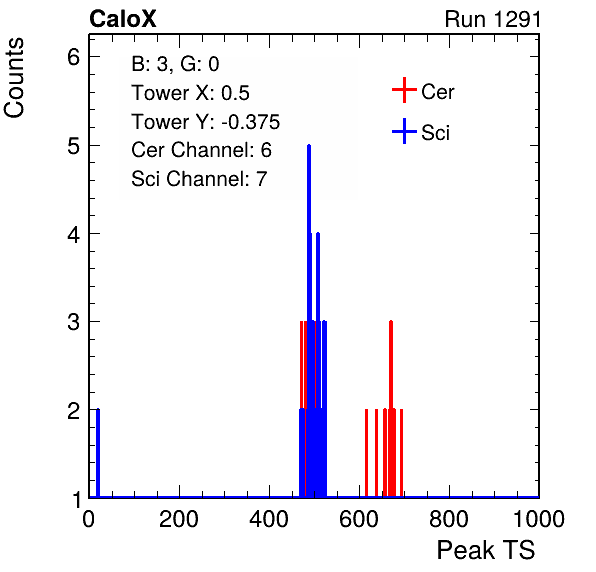 CaloX Run 1291
Counts
6
5
4
3
2
1
B: 3, G: 0
Tower X: 0.5
Tower Y: -0.375
Cer Channel: 6
Sci Channel: 7
Cer
Sci
0 200 400 600 800 1000
Peak TS